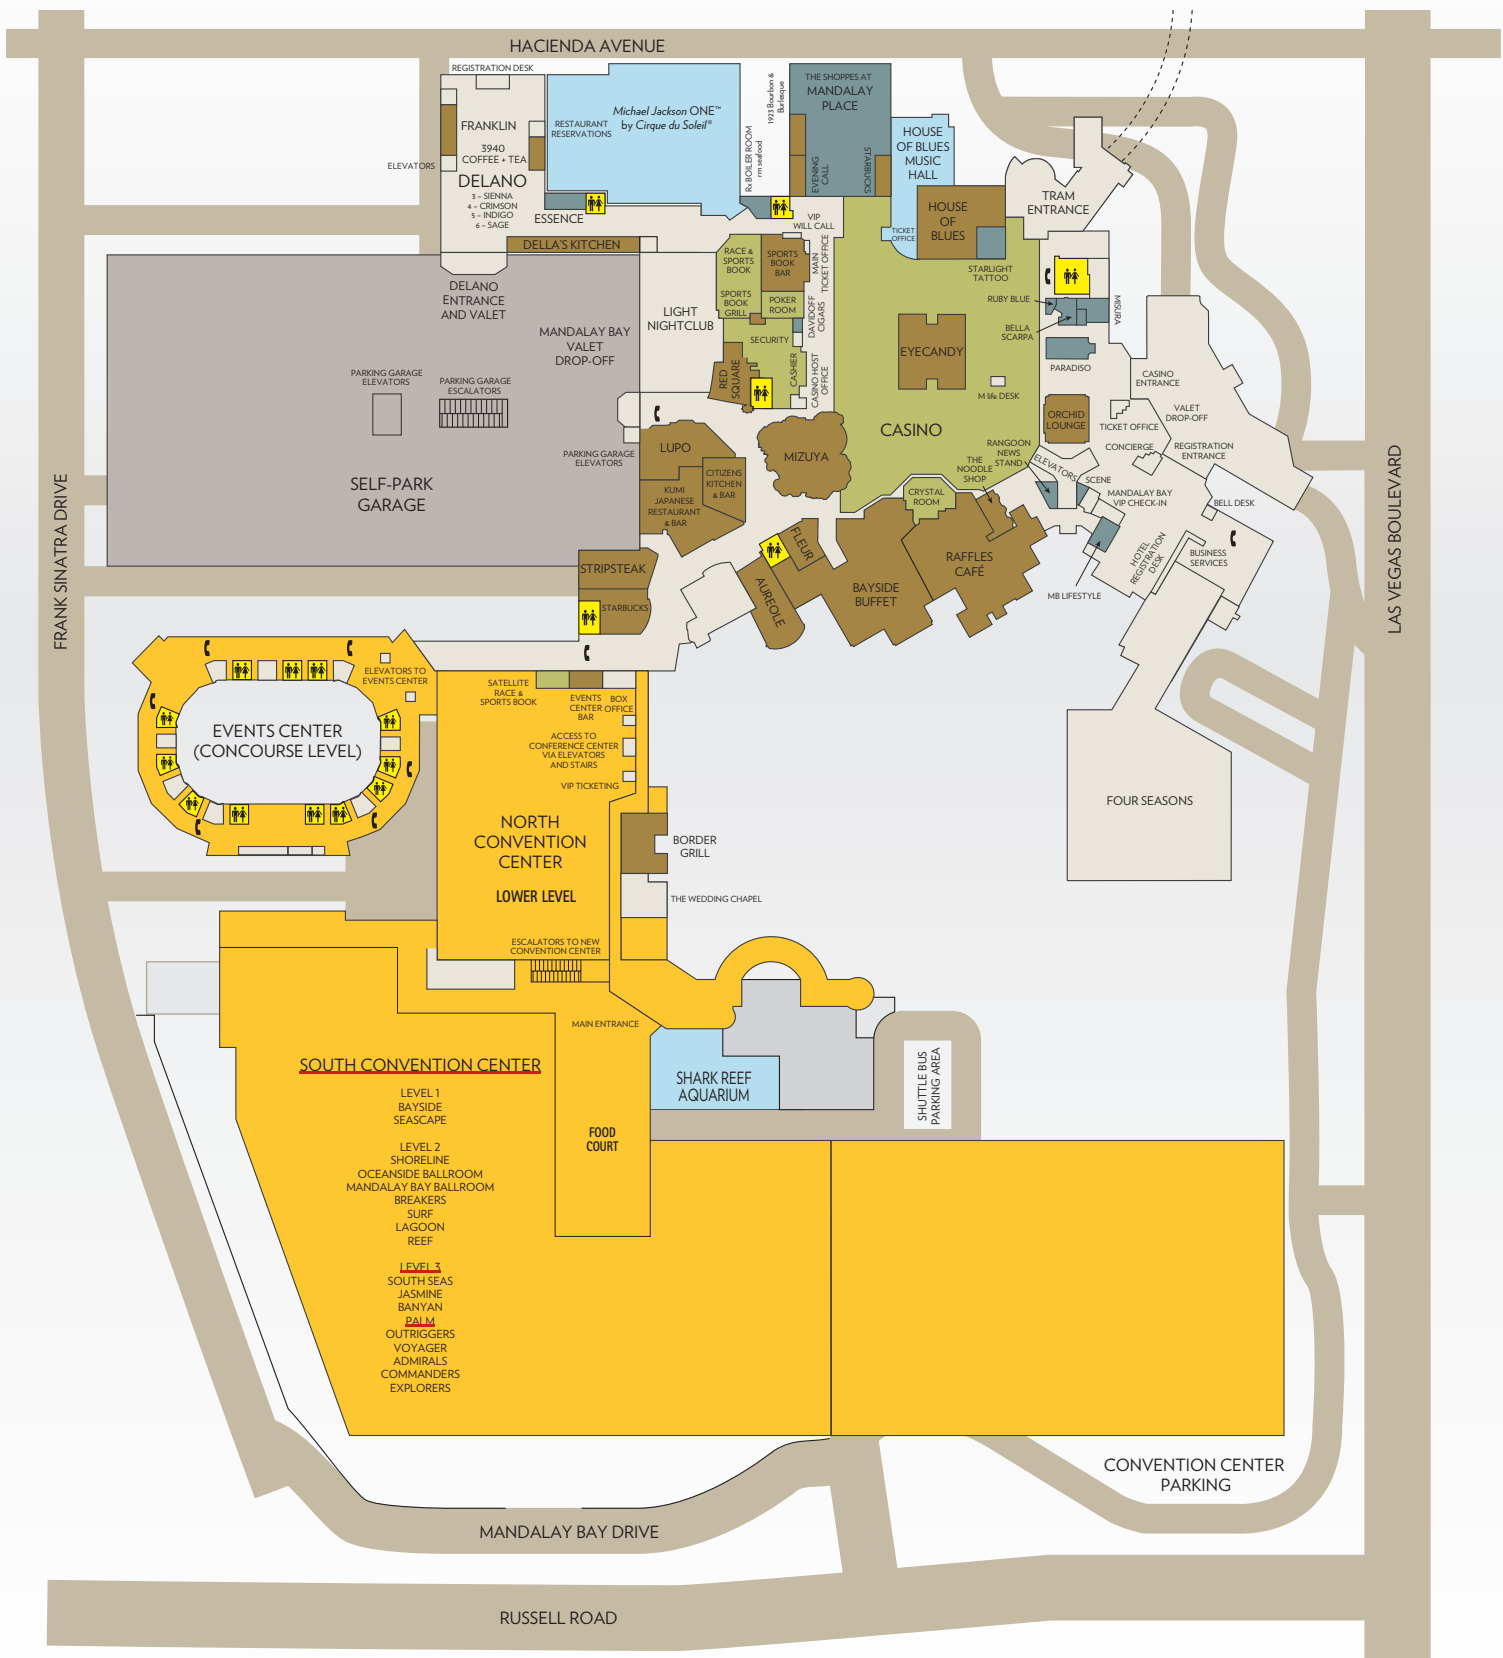 HACIENDA AVENUE
REGISTRATION DESK
FRANKLIN
3940
COFFEE + TEA
ELEVATORS
DELANO
3 – SIENNA
4 – CRIMSON
5 – INDIGO
6 – SAGE
RESTAURANT
RESERVATIONS
Michael Jackson ONE™
by Cirque du Soleil®
ESSENCE
DELLA'S KITCHEN
Rx BOILER ROOM
rm seafood
1923 Bourbon &
Burlesque
THE SHOPPES AT
MANDALAY
PLACE
EVENING
CALL
STARBUCKS
HOUSE
OF BLUES
MUSIC
HALL
HOUSE
OF
BLUES
TICKET
OFFICE
TRAM
ENTRANCE
VIP
WILL CALL
MAIN
TICKET OFFICE
RACE &
SPORTS
BOOK
SPORTS
BOOK
BAR
SPORTS
BOOK
GRILL
POKER
ROOM
DAVIDOFF
CIGARS
SECURITY
CASHIER
CASINO HOST
OFFICE
RED
SQUARE
LIGHT
NIGHTCLUB
STARLIGHT
TATTOO
RUBY BLUE
BELLA
SCARPA
MISURA
PARADISO
EYECANDY
M life DESK
CASINO
ORCHID
LOUNGE
CASINO
ENTRANCE
TICKET OFFICE
VALET
DROP-OFF
CONCIERGE
REGISTRATION
ENTRANCE
RANGOON
NEWS
STAND
ELEVATORS
THE
NOODLE
SHOP
SCENE
MANDALAY BAY
VIP CHECK-IN
BELL DESK
HOTEL
REGISTRATION
DESK
BUSINESS
SERVICES
MB LIFESTYLE
DELANO
ENTRANCE
AND VALET
MANDALAY BAY
VALET
DROP-OFF
PARKING GARAGE
ELEVATORS
PARKING GARAGE
ESCALATORS
PARKING GARAGE
ELEVATORS
SELF-PARK
GARAGE
LUPO
CITIZENS
KITCHEN
& BAR
KUMI
JAPANESE
RESTAURANT
& BAR
MIZUYA
CRYSTAL
ROOM
STRIPSTEAK
STARBUCKS
FLEUR
AUREOLE
BAYSIDE
BUFFET
RAFFLES
CAFÉ
FRANK SINATRA DRIVE
LAS VEGAS BOULEVARD
ELEVATORS TO
EVENTS CENTER
EVENTS CENTER
(CONCOURSE LEVEL)
SATELLITE
RACE &
SPORTS BOOK
EVENTS
CENTER
BAR
BOX
OFFICE
ACCESS TO
CONFERENCE CENTER
VIA ELEVATORS
AND STAIRS
VIP TICKETING
NORTH
CONVENTION
CENTER
LOWER LEVEL
BORDER
GRILL
THE WEDDING CHAPEL
ESCALATORS TO NEW
CONVENTION CENTER
FOUR SEASONS
MAIN ENTRANCE
SHARK REEF
AQUARIUM
SHUTTLE BUS
PARKING AREA
FOOD
COURT
SOUTH CONVENTION CENTER
LEVEL 1
BAYSIDE
SEASCAPE
LEVEL 2
SHORELINE
OCEANSIDE BALLROOM
MANDALAY BAY BALLROOM
BREAKERS
SURF
LAGOON
REEF
LEVEL 3
SOUTH SEAS
JASMINE
BANYAN
PALM
OUTRIGGERS
VOYAGER
ADMIRALS
COMMANDERS
EXPLORERS
CONVENTION CENTER
PARKING
MANDALAY BAY DRIVE
RUSSELL ROAD